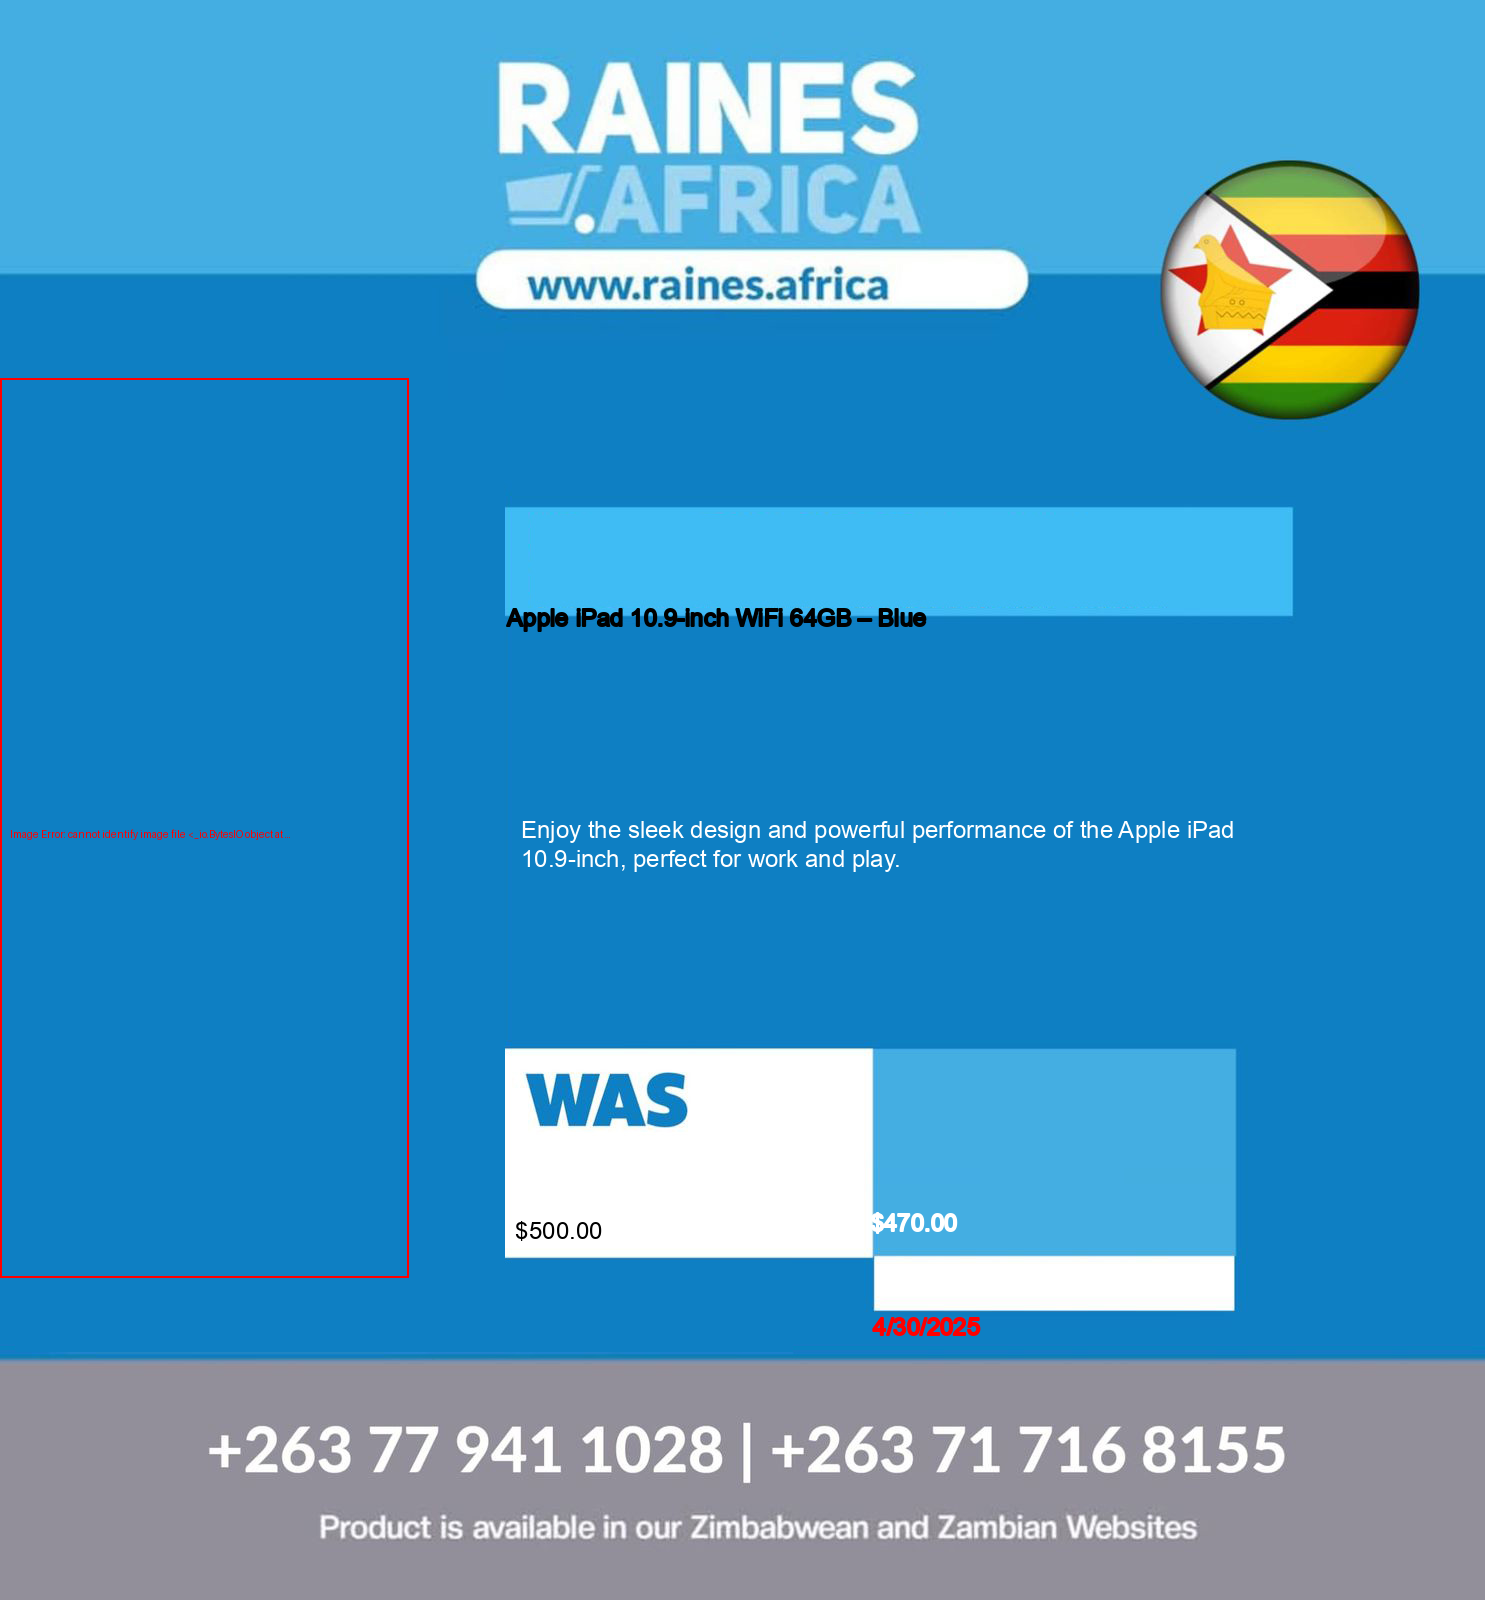 RAINES
.AFRICA
www.raines.africa
Apple iPad 10.9-inch WiFi 64GB – Blue
Image Error: cannot identify image file <_io.BytesIO object at...
Enjoy the sleek design and powerful performance of the Apple iPad
10.9-inch, perfect for work and play.
WAS
$500.00
$470.00
4/30/2025
+263 77 941 1028 | +263 71 716 8155
Product is available in our Zimbabwean and Zambian Websites